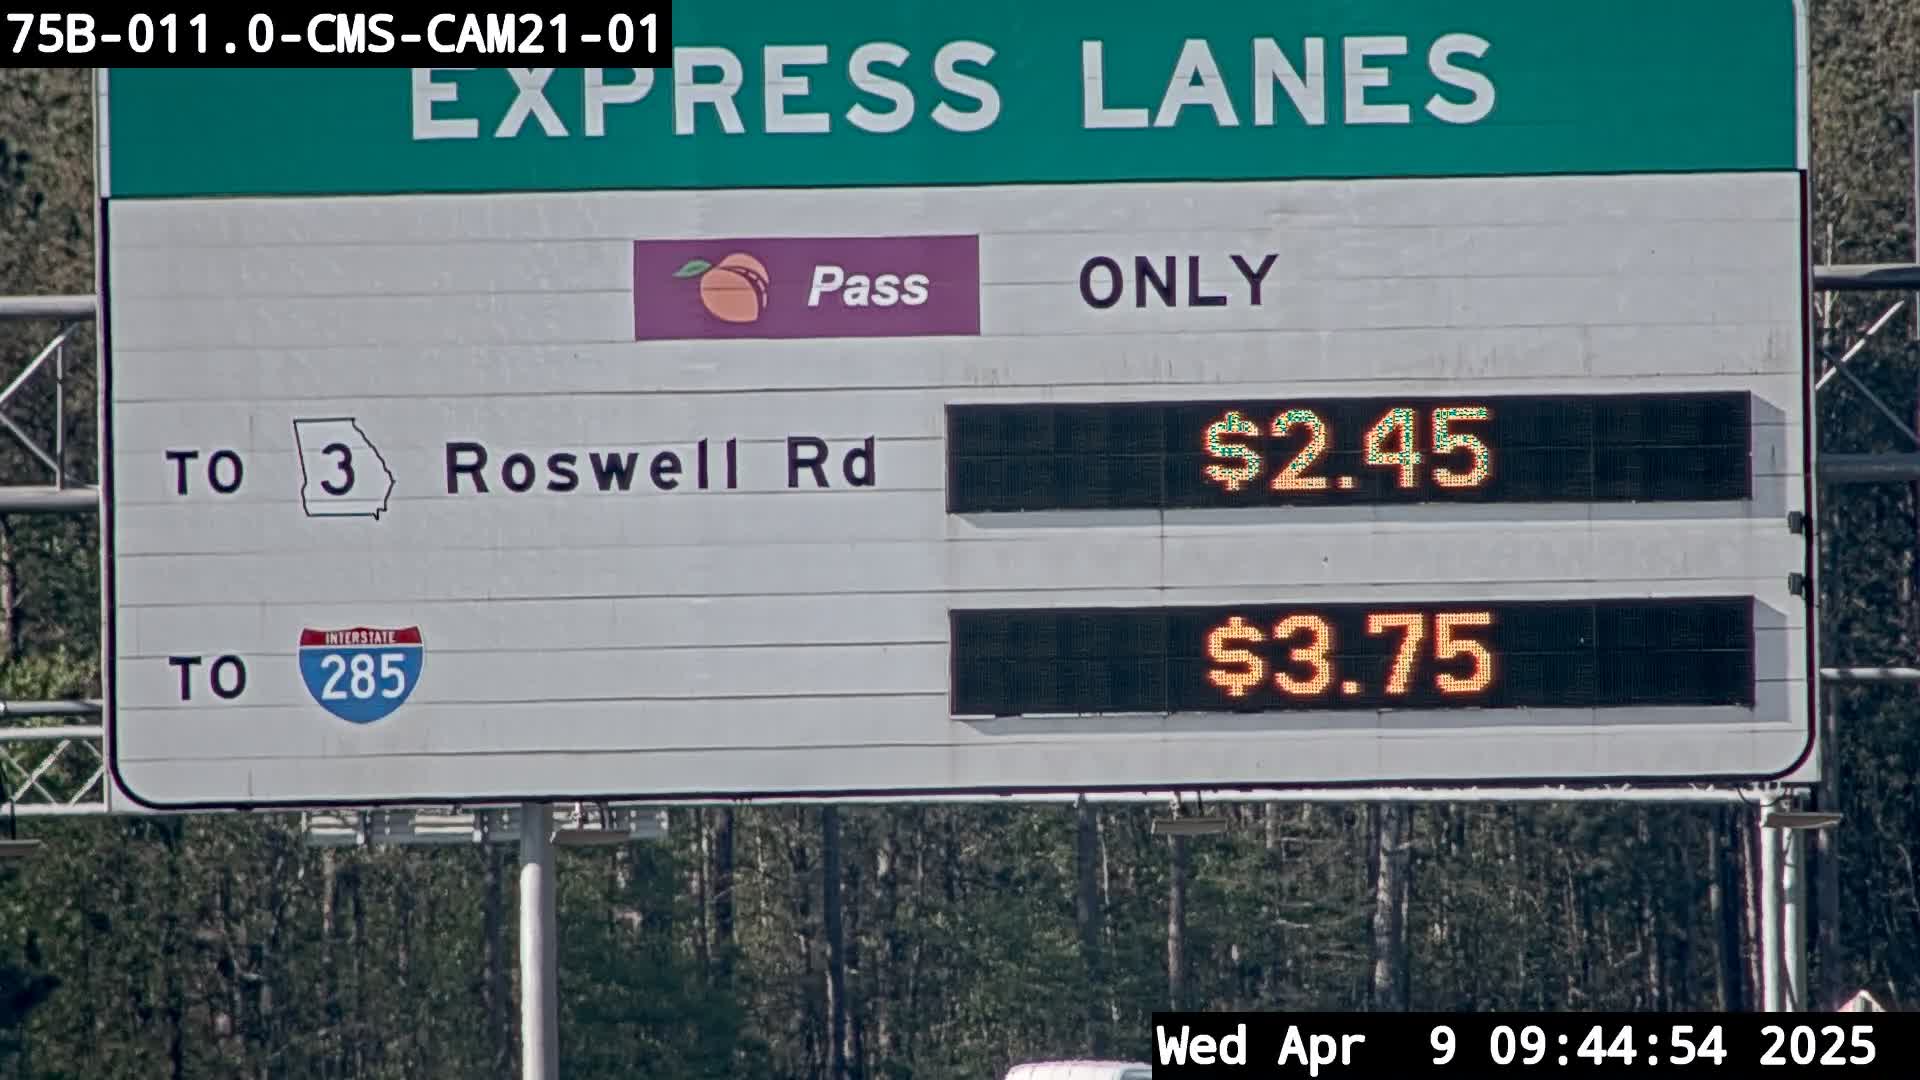 75B-011.0-CMS-CAM21-01
EXPRESS LANES
Pass ONLY
TO 3 Roswell Rd $2.45
INTERSTATE
TO 285 $3.75
Wed Apr 9 09:44:54 2025